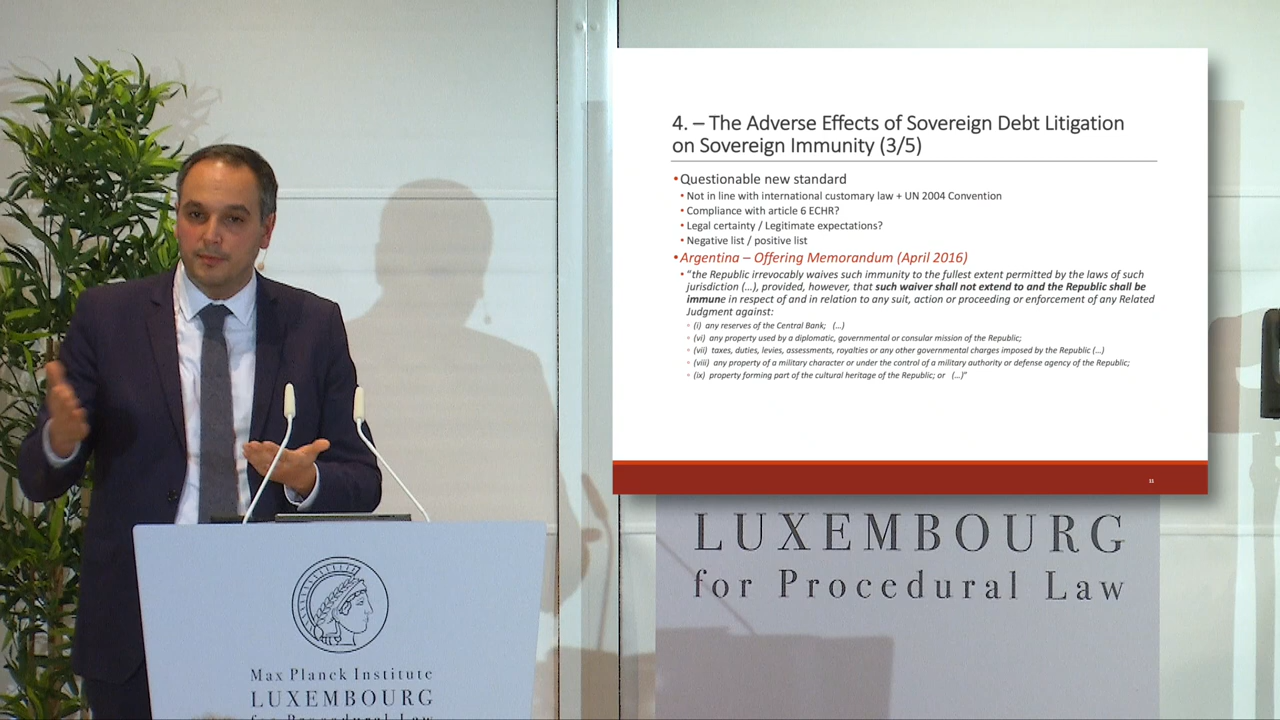 4. – The Adverse Effects of Sovereign Debt Litigation
on Sovereign Immunity (3/5)
•Questionable new standard
• Not in line with international customary law + UN 2004 Convention
• Compliance with article 6 ECHR?
• Legal certainty / Legitimate expectations?
• Negative list / positive list
•Argentina – Offering Memorandum (April 2016)
• "the Republic irrevocably waives such immunity to the fullest extent permitted by the laws of such
jurisdiction (…), provided, however, that such waiver shall not extend to and the Republic shall be
immune in respect of and in relation to any suit, action or proceeding or enforcement of any Related
Judgment against:
• (i) any reserves of the Central Bank; (…)
• (vi) any property used by a diplomatic, governmental or consular mission of the Republic;
• (vii) taxes, duties, levies, assessments, royalties or any other governmental charges imposed by the Republic (…)
• (viii) any property of a military character or under the control of a military authority or defense agency of the Republic;
• (ix) property forming part of the cultural heritage of the Republic; or (…)"
11
LUXEMBOURG
for Procedural Law
Max Planck Institute
LUXEMBOURG
for Procedural Law